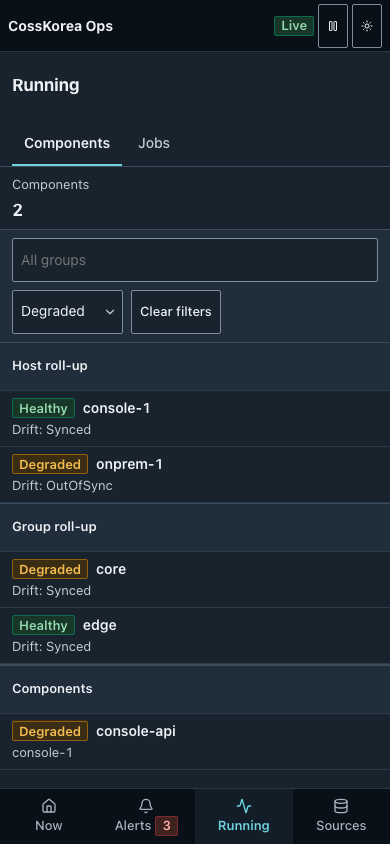 CossKorea Ops
Live
Running
Components
Jobs
Components
2
All groups
Degraded
Clear filters
Host roll-up
Healthy console-1
Drift: Synced
Degraded onprem-1
Drift: OutOfSync
Group roll-up
Degraded core
Drift: Synced
Healthy edge
Drift: Synced
Components
Degraded console-api
console-1
Now
Alerts 3
Running
Sources